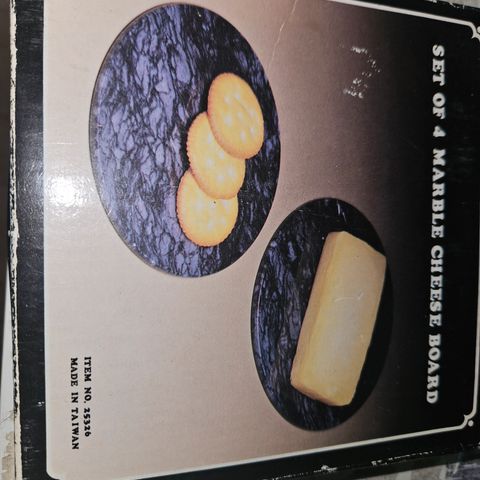 SET OF 4 MARBLE CHEESE BOARD
ITEM NO. 25326
MADE IN TAIWAN